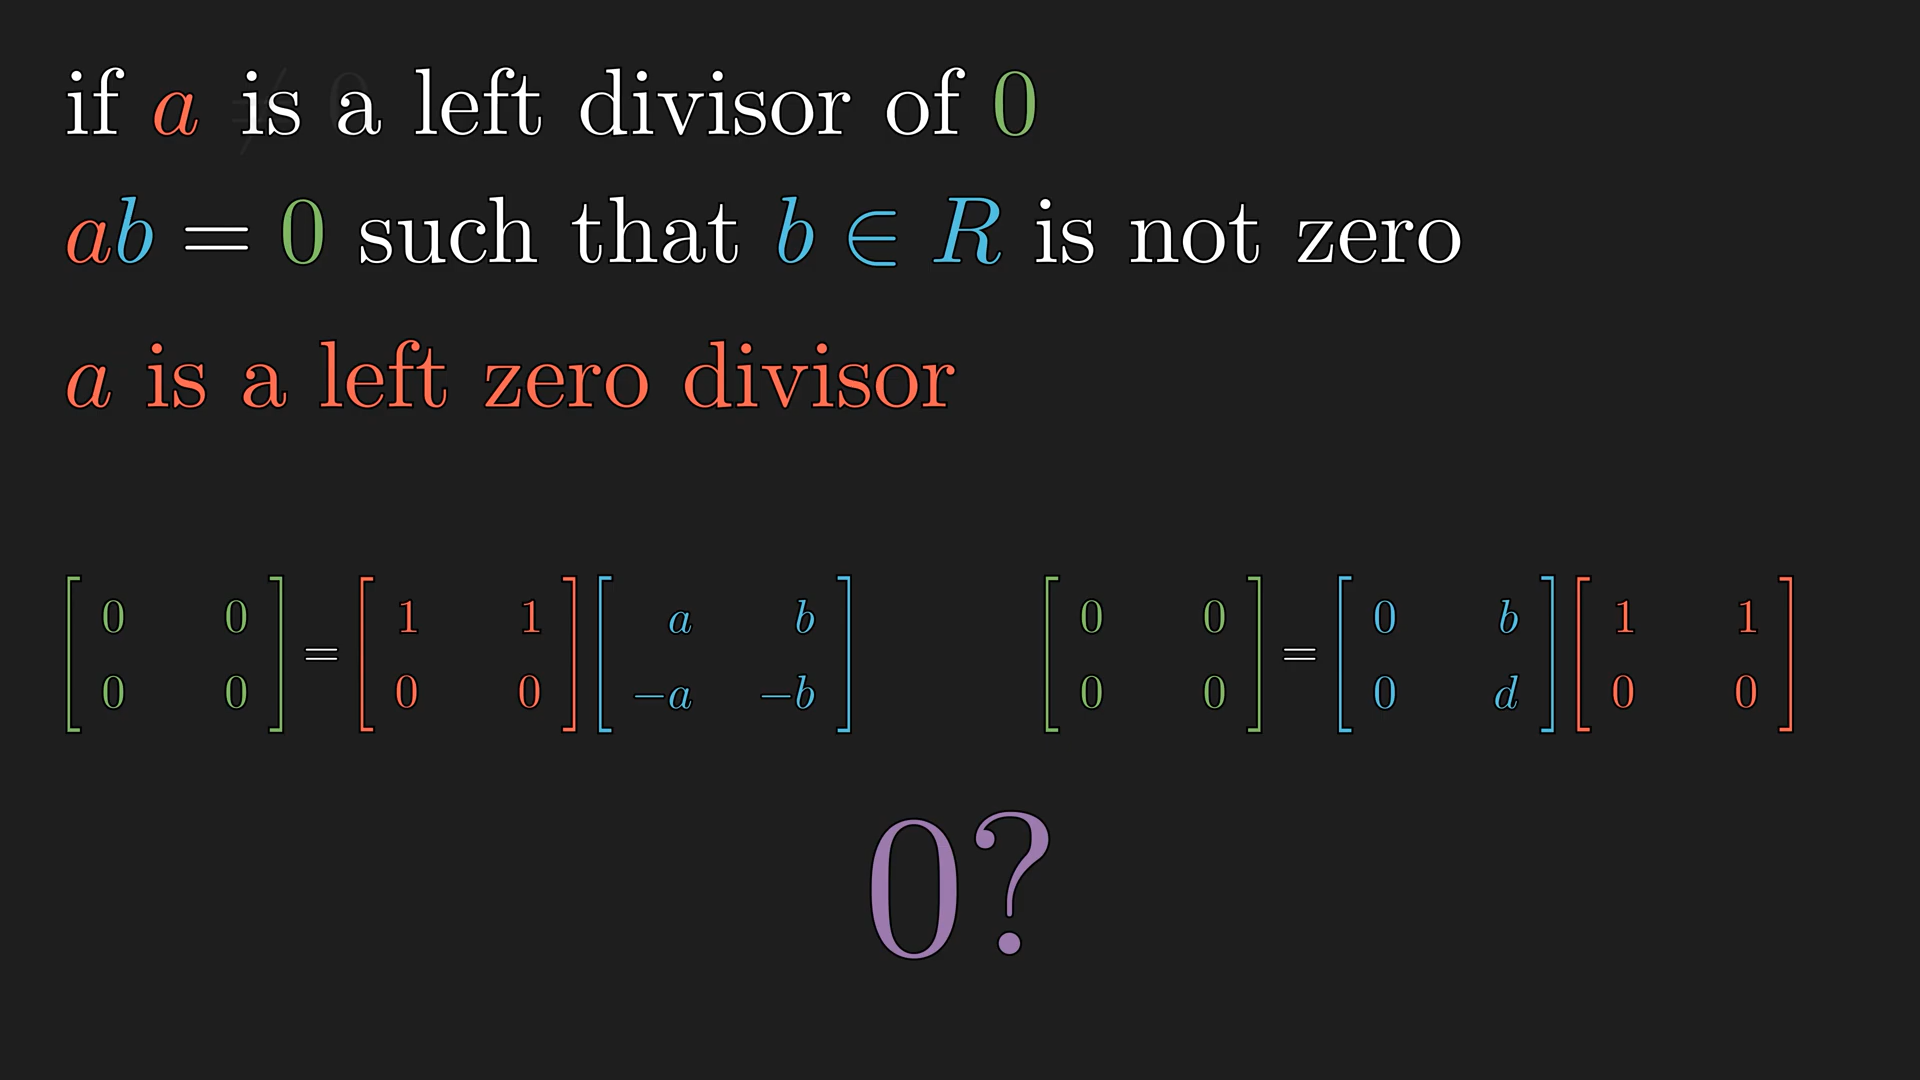 if a is a left divisor of 0
ab = 0 such that b ∈ R is not zero
a is a left zero divisor
[0 0; 0 0] = [1 1; 0 0] [a b; −a −b]
[0 0; 0 0] = [0 b; 0 d] [1 1; 0 0]
0?